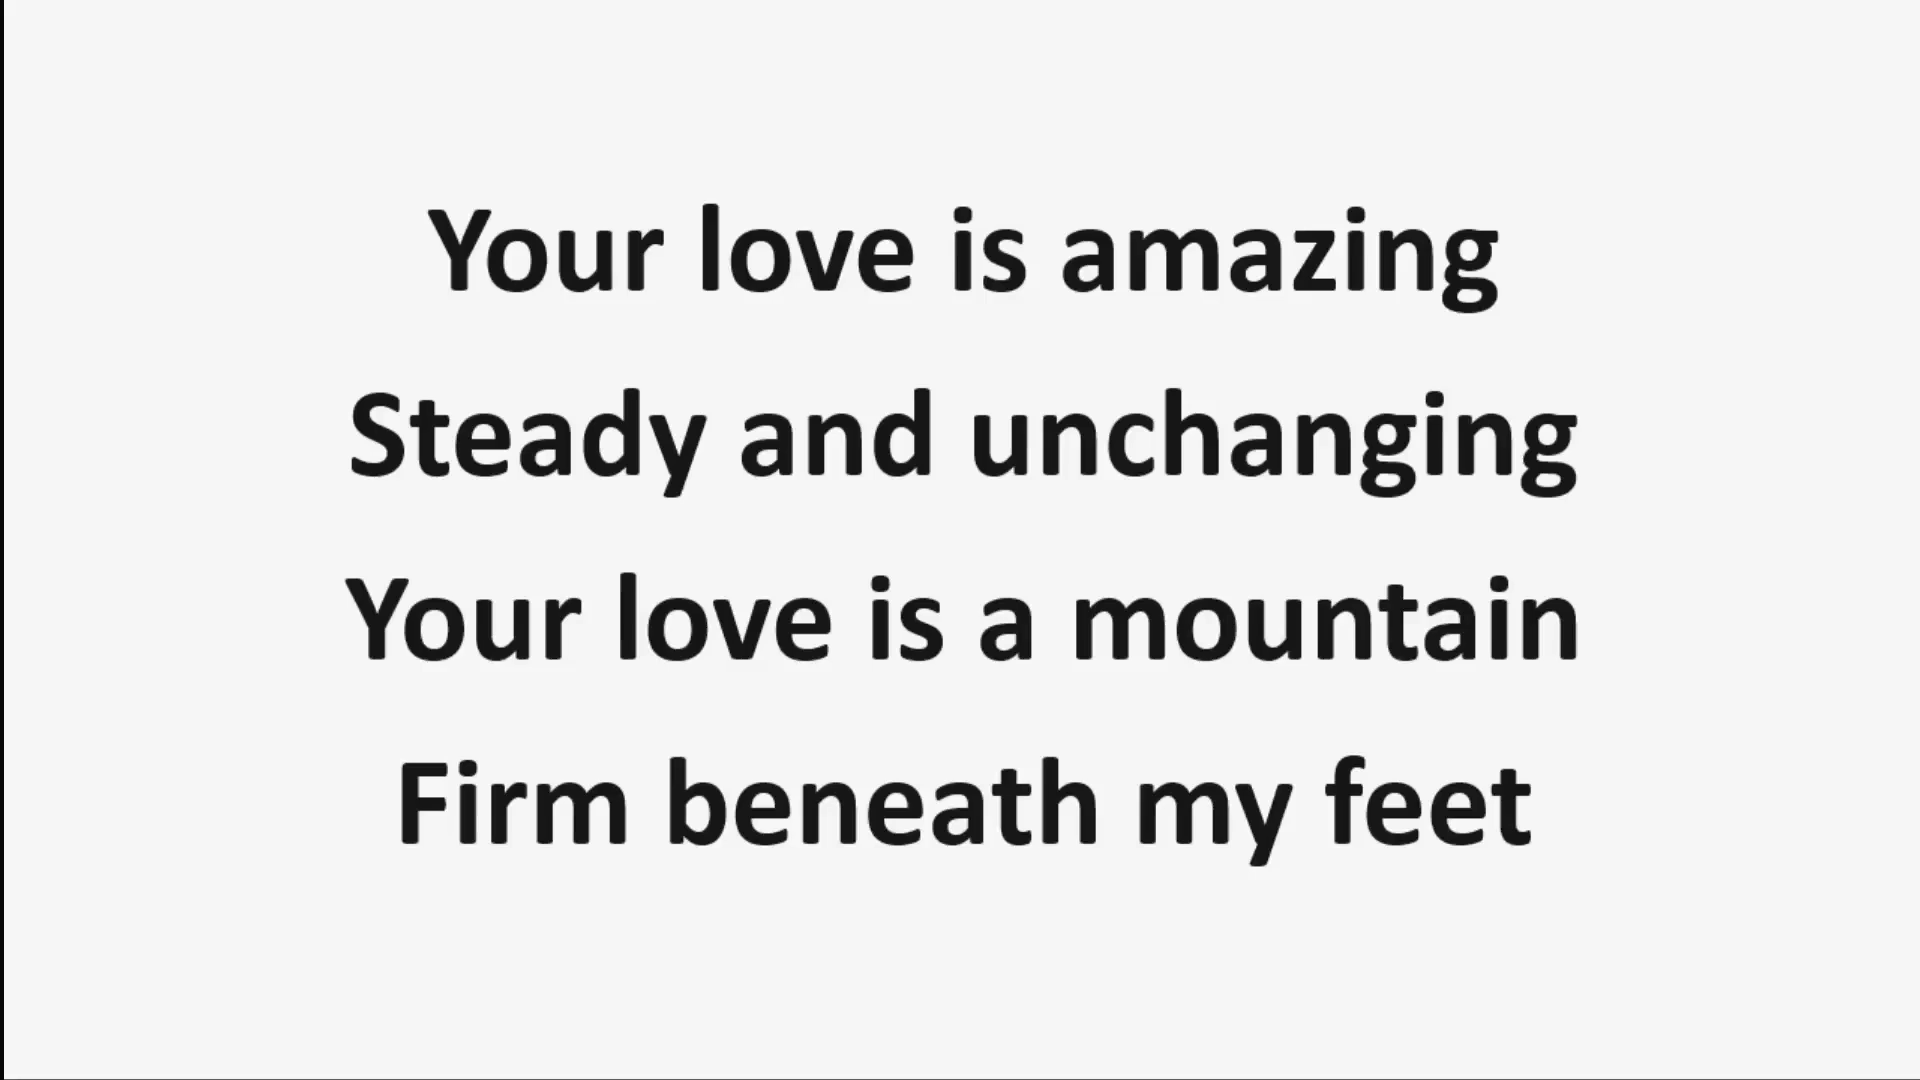 Your love is amazing
Steady and unchanging
Your love is a mountain
Firm beneath my feet